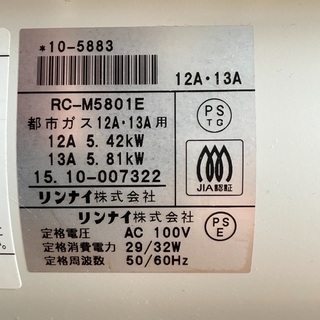 *10-5883
12A・13A
RC-M5801E
都市ガス12A・13A用
12A 5.42kW
13A 5.81kW
15.10-007322
リンナイ株式会社
PS
TG
JIA認証
リンナイ株式会社
定格電圧 AC 100V
定格消費電力 29/32W
定格周波数 50/60Hz
PS
E